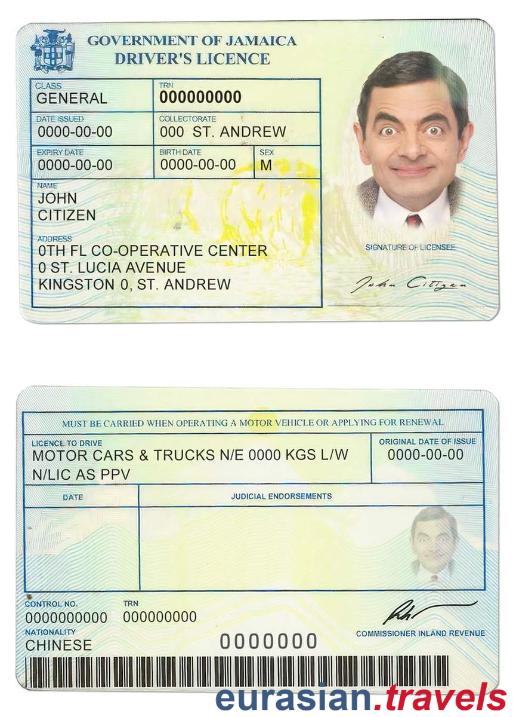 GOVERNMENT OF JAMAICA
DRIVER'S LICENCE
CLASS
GENERAL
TRN
000000000
DATE ISSUED
0000-00-00
COLLECTORATE
000 ST. ANDREW
EXPIRY DATE
0000-00-00
BIRTH DATE
0000-00-00
SEX
M
NAME
JOHN
CITIZEN
ADDRESS
0TH FL CO-OPERATIVE CENTER
0 ST. LUCIA AVENUE
KINGSTON 0, ST. ANDREW
SIGNATURE OF LICENSEE
John Citizen
MUST BE CARRIED WHEN OPERATING A MOTOR VEHICLE OR APPLYING FOR RENEWAL
LICENCE TO DRIVE
MOTOR CARS & TRUCKS N/E 0000 KGS L/W
N/LIC AS PPV
ORIGINAL DATE OF ISSUE
0000-00-00
DATE
JUDICIAL ENDORSEMENTS
CONTROL NO.
0000000000
TRN
000000000
NATIONALITY
CHINESE
0000000
COMMISSIONER INLAND REVENUE
eurasian.travels